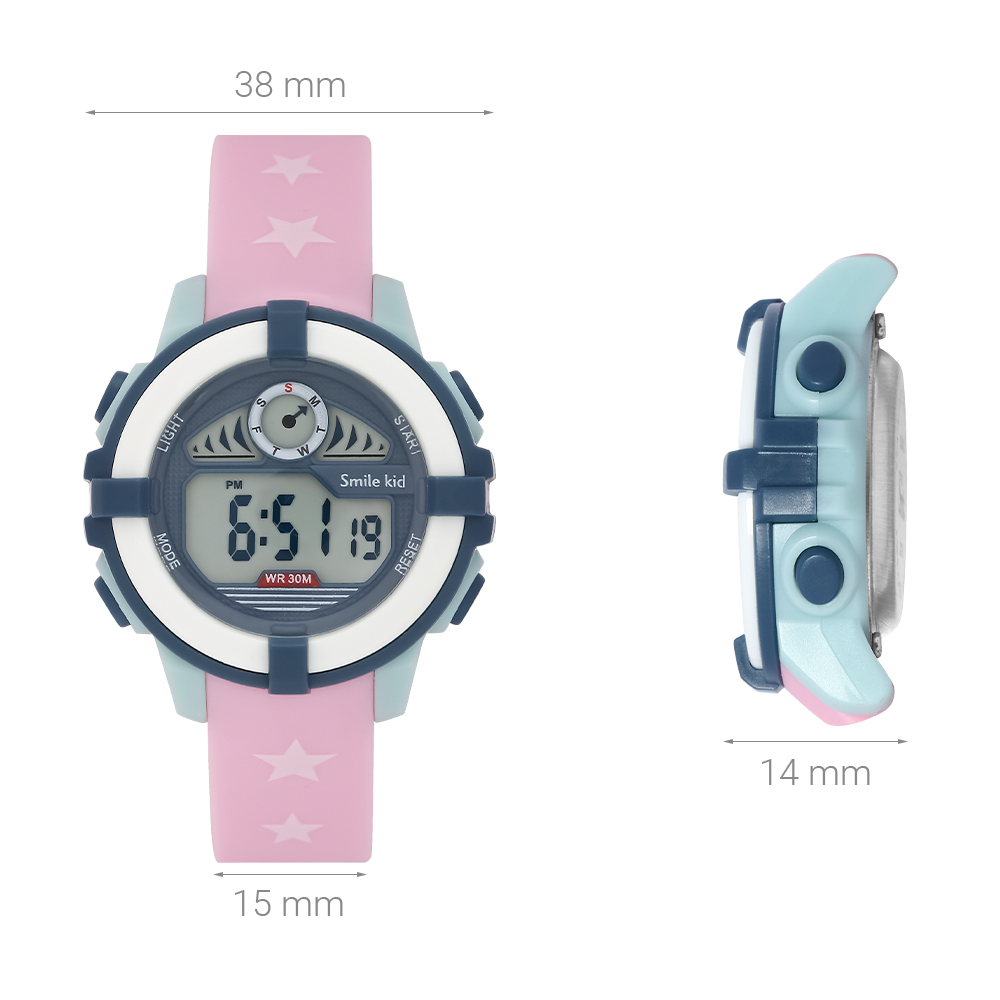 38 mm
S
S M
F T W T
LIGHT START
Smile kid
PM
6:51 19
MODE RESET
WR 30M
14 mm
15 mm